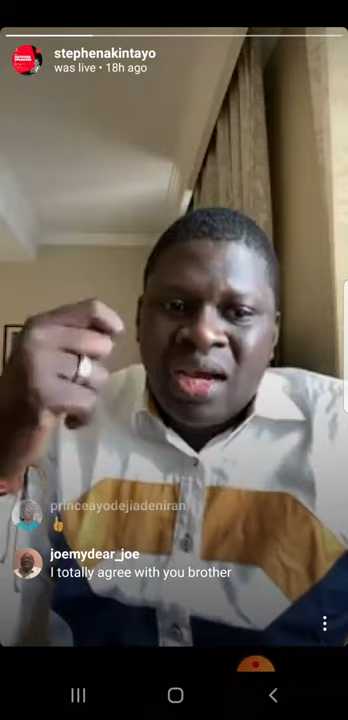 stephenakintayo
was live • 18h ago
princeayodejiadeniran
joemydear_joe
I totally agree with you brother